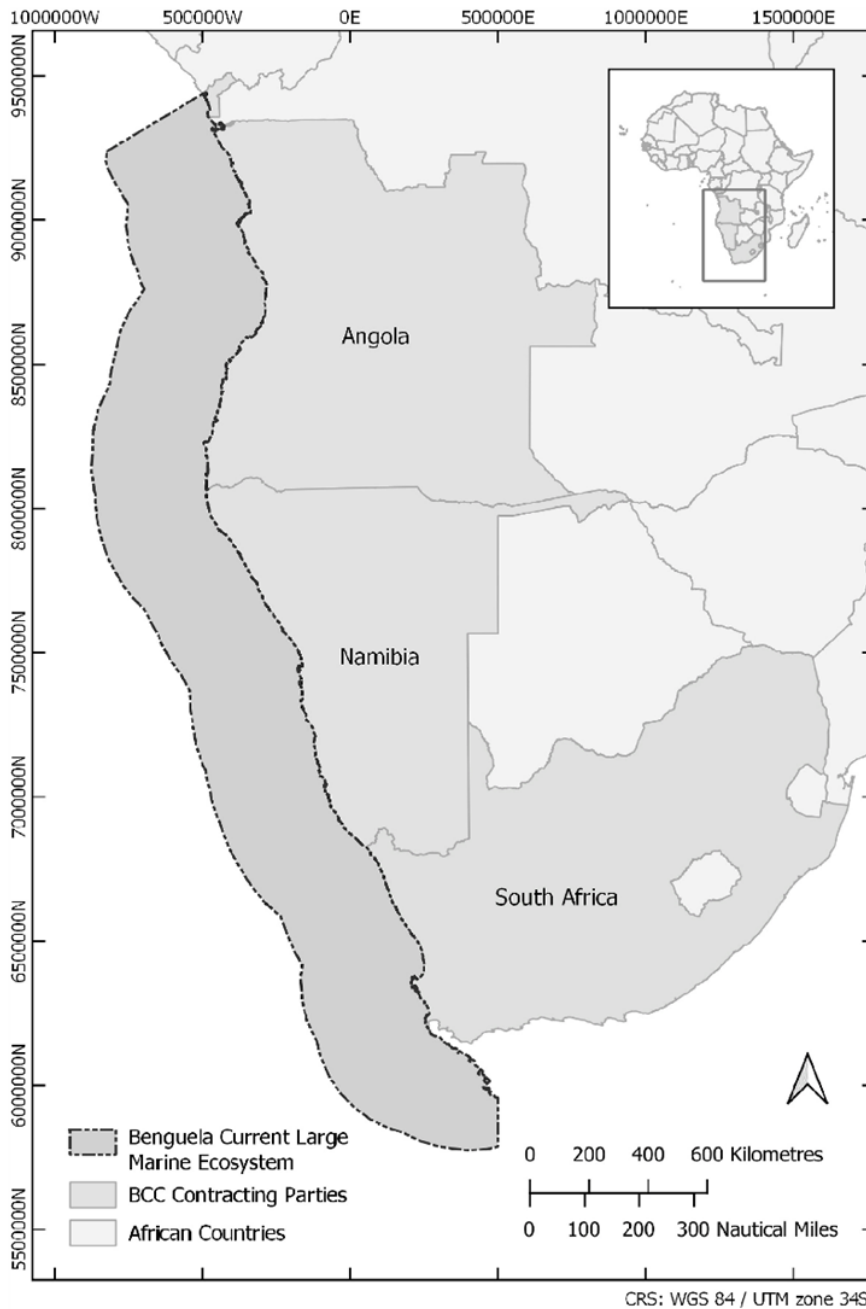 1000000W 500000W 0E 500000E 1000000E 1500000E
9500000N
9000000N
8500000N
8000000N
7500000N
7000000N
6500000N
6000000N
5500000N
Angola
Namibia
South Africa
Benguela Current Large
Marine Ecosystem
BCC Contracting Parties
African Countries
0 200 400 600 Kilometres
0 100 200 300 Nautical Miles
CRS: WGS 84 / UTM zone 34S